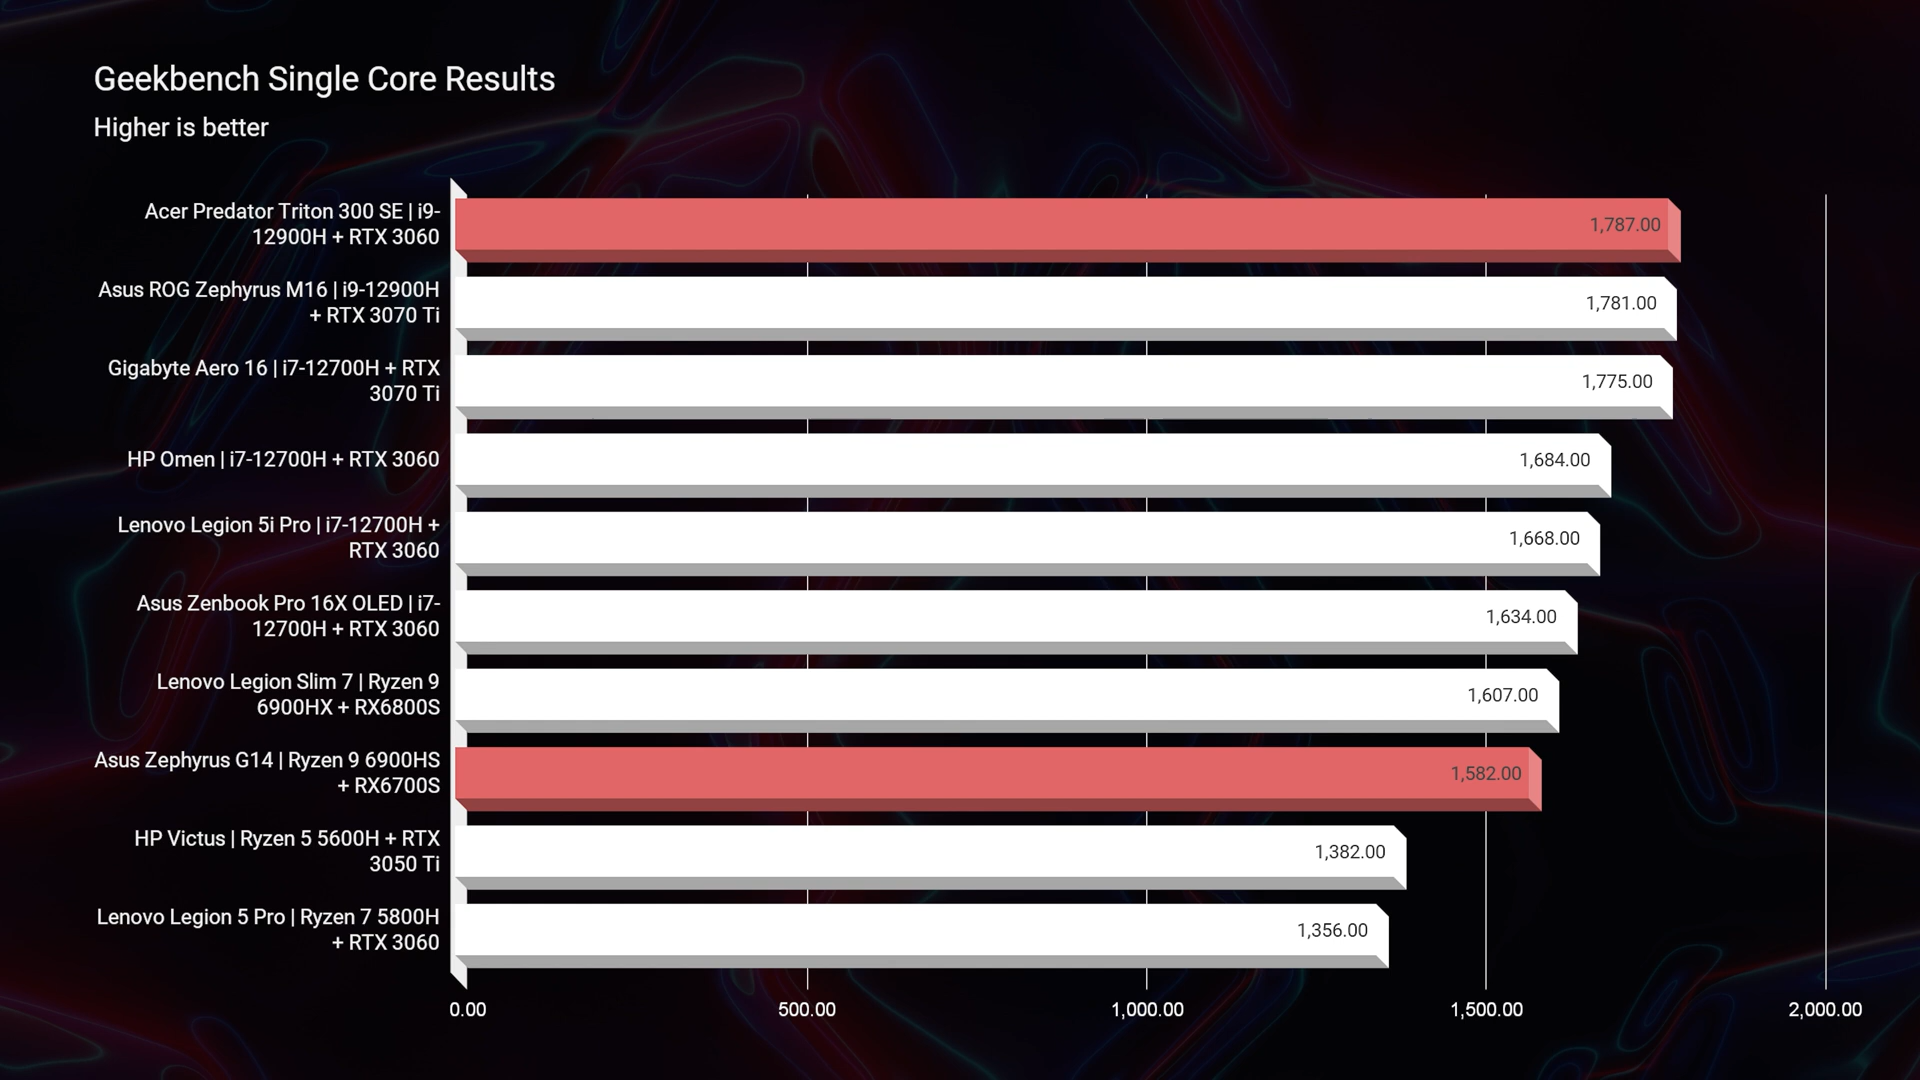 Geekbench Single Core Results
Higher is better
Acer Predator Triton 300 SE | i9-
12900H + RTX 3060
1,787.00
Asus ROG Zephyrus M16 | i9-12900H
+ RTX 3070 Ti
1,781.00
Gigabyte Aero 16 | i7-12700H + RTX
3070 Ti
1,775.00
HP Omen | i7-12700H + RTX 3060
1,684.00
Lenovo Legion 5i Pro | i7-12700H +
RTX 3060
1,668.00
Asus Zenbook Pro 16X OLED | i7-
12700H + RTX 3060
1,634.00
Lenovo Legion Slim 7 | Ryzen 9
6900HX + RX6800S
1,607.00
Asus Zephyrus G14 | Ryzen 9 6900HS
+ RX6700S
1,582.00
HP Victus | Ryzen 5 5600H + RTX
3050 Ti
1,382.00
Lenovo Legion 5 Pro | Ryzen 7 5800H
+ RTX 3060
1,356.00
0.00 500.00 1,000.00 1,500.00 2,000.00